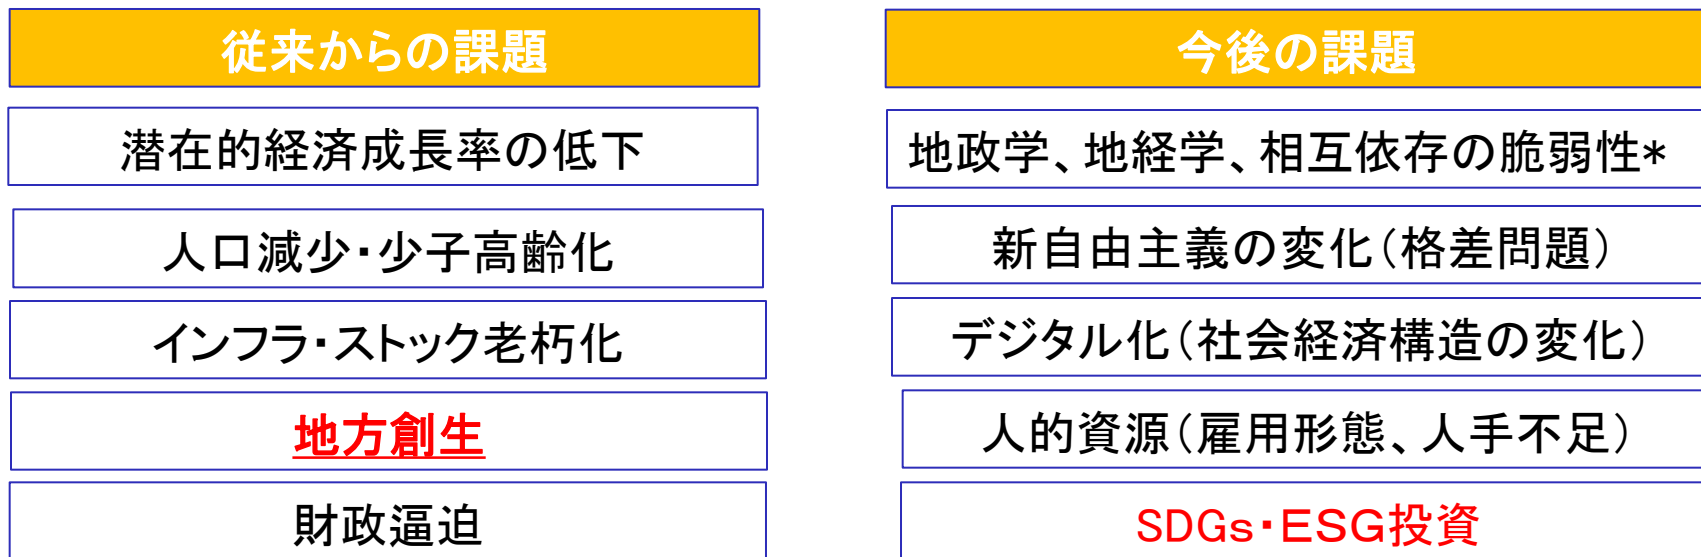 従来からの課題
潜在的経済成長率の低下
人口減少・少子高齢化
インフラ・ストック老朽化
地方創生
財政逼迫
今後の課題
地政学、地経学、相互依存の脆弱性*
新自由主義の変化（格差問題）
デジタル化（社会経済構造の変化）
人的資源（雇用形態、人手不足）
SDGs・ESG投資